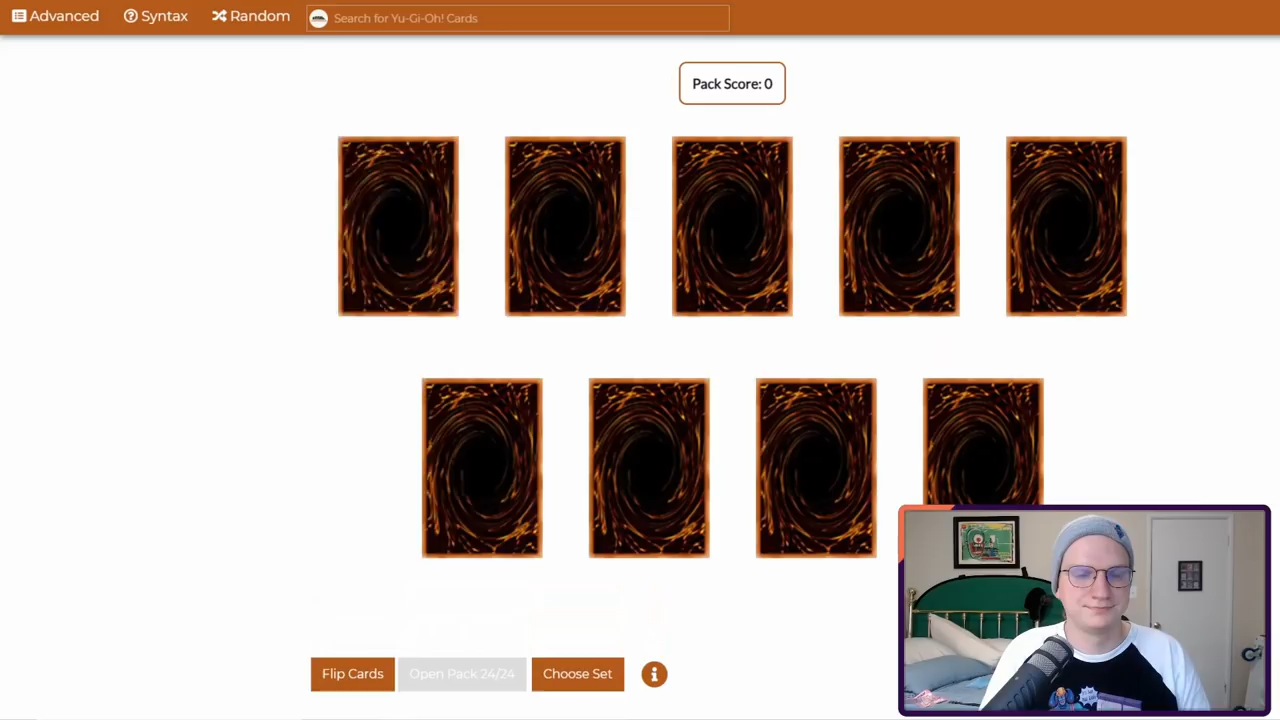 Advanced
Syntax
Random
Search for Yu-Gi-Oh! Cards
Pack Score: 0
Flip Cards
Open Pack 24/24
Choose Set